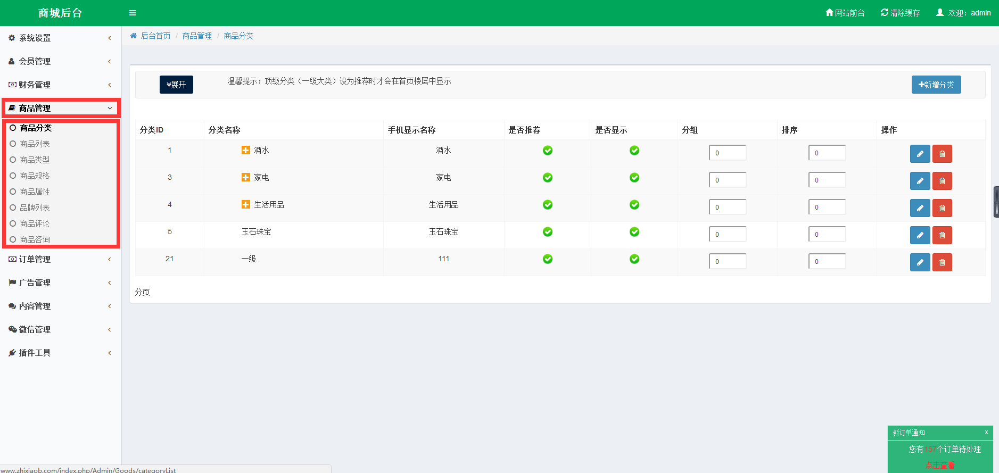 商城后台
网站前台 清除缓存 欢迎：admin
系统设置
会员管理
财务管理
商品管理
商品分类
商品列表
商品类型
商品规格
商品属性
品牌列表
商品评论
商品咨询
订单管理
广告管理
内容管理
微信管理
插件工具
后台首页 / 商品管理 / 商品分类
展开 温馨提示：顶级分类（一级大类）设为推荐时才会在首页楼层中显示 新增分类
分类ID 分类名称 手机显示名称 是否推荐 是否显示 分组 排序 操作
1 酒水 酒水 0 0
3 家电 家电 0 0
4 生活用品 生活用品 0 0
5 玉石珠宝 玉石珠宝 0 0
21 一级 111 0 0
分页
新订单通知 x
您有157个订单待处理
点击查看
www.zhixiaob.com/index.php/Admin/Goods/categoryList